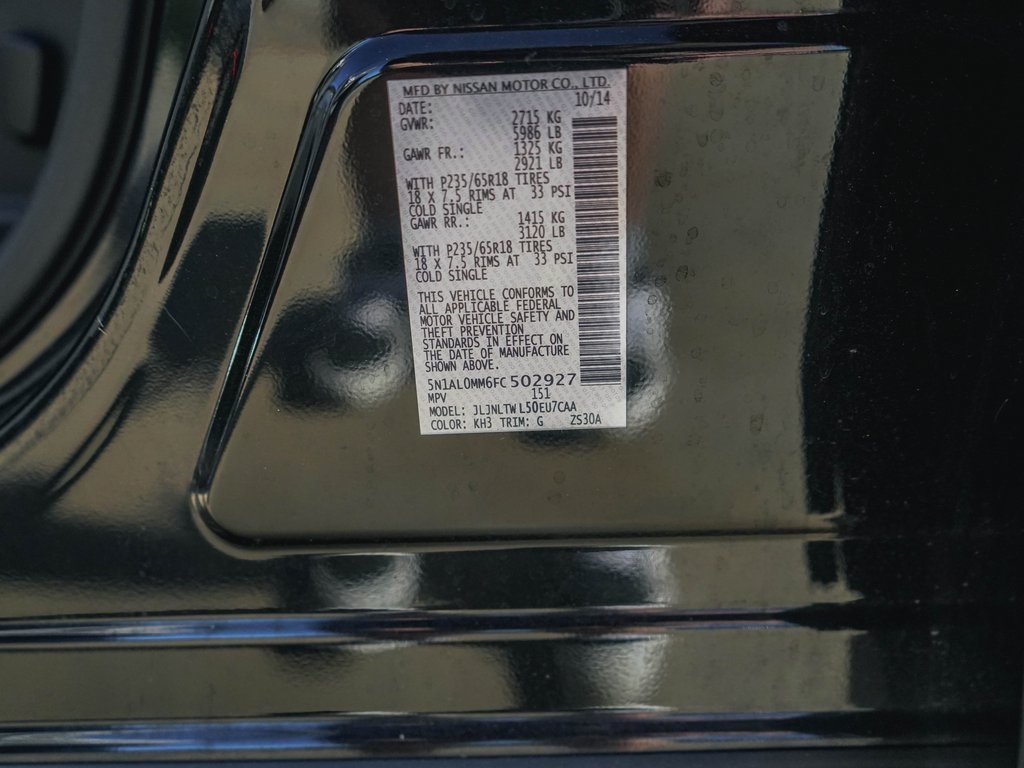 MFD BY NISSAN MOTOR CO., LTD.
DATE: 10/14
GVWR: 2715 KG
5986 LB
GAWR FR.: 1325 KG
2921 LB
WITH P235/65R18 TIRES
18 X 7.5 RIMS AT 33 PSI
COLD SINGLE
GAWR RR.: 1415 KG
3120 LB
WITH P235/65R18 TIRES
18 X 7.5 RIMS AT 33 PSI
COLD SINGLE
THIS VEHICLE CONFORMS TO
ALL APPLICABLE FEDERAL
MOTOR VEHICLE SAFETY AND
THEFT PREVENTION
STANDARDS IN EFFECT ON
THE DATE OF MANUFACTURE
SHOWN ABOVE.
5N1AL0MM6FC 502927
MPV 151
MODEL: JLJNLTW L50EU7CAA
COLOR: KH3 TRIM: G ZS30A